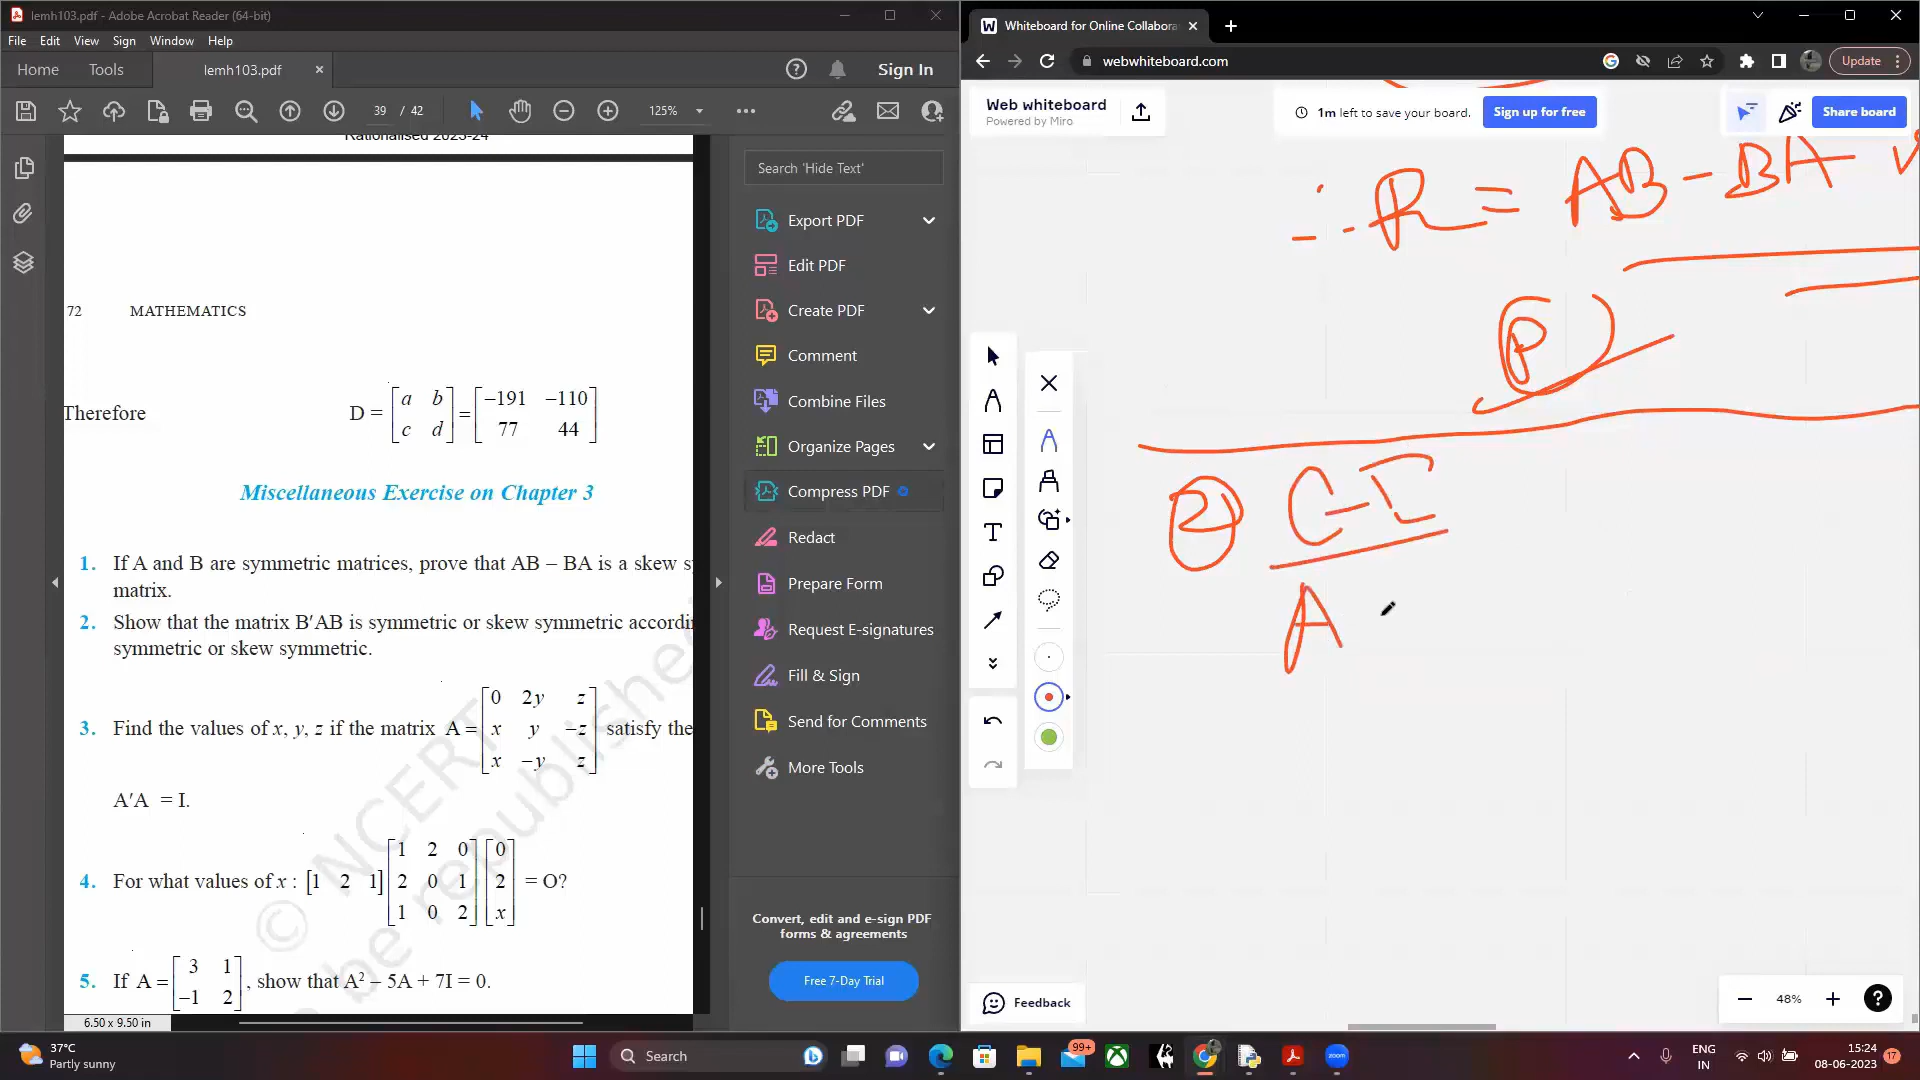 lemh103.pdf - Adobe Acrobat Reader (64-bit)
File Edit View Sign Window Help
Home Tools lemh103.pdf × Sign In
39 / 42 125%
Rationalised 2023-24
72 MATHEMATICS
Therefore D = [a b; c d] = [−191 −110; 77 44]
Miscellaneous Exercise on Chapter 3
1. If A and B are symmetric matrices, prove that AB – BA is a skew s
matrix.
2. Show that the matrix B′AB is symmetric or skew symmetric accordi
symmetric or skew symmetric.
3. Find the values of x, y, z if the matrix A = [0 2y z; x y −z; x −y z] satisfy the
A′A = I.
4. For what values of x : [1 2 1] [1 2 0; 2 0 1; 1 0 2] [0; 2; x] = O?
5. If A = [3 1; −1 2], show that A² – 5A + 7I = 0.
© NCERT
be republished
6.50 x 9.50 in
Search 'Hide Text'
Export PDF
Edit PDF
Create PDF
Comment
Combine Files
Organize Pages
Compress PDF
Redact
Prepare Form
Request E-signatures
Fill & Sign
Send for Comments
More Tools
Convert, edit and e-sign PDF
forms & agreements
Free 7-Day Trial
Whiteboard for Online Collabora
webwhiteboard.com
Update
Web whiteboard
Powered by Miro
1m left to save your board.
Sign up for free
Share board
∴ R = AB - BA
P
2) C-I
A
Feedback
48%
37°C
Partly sunny
Search
99+
zoom
ENG
IN
15:24
08-06-2023
17